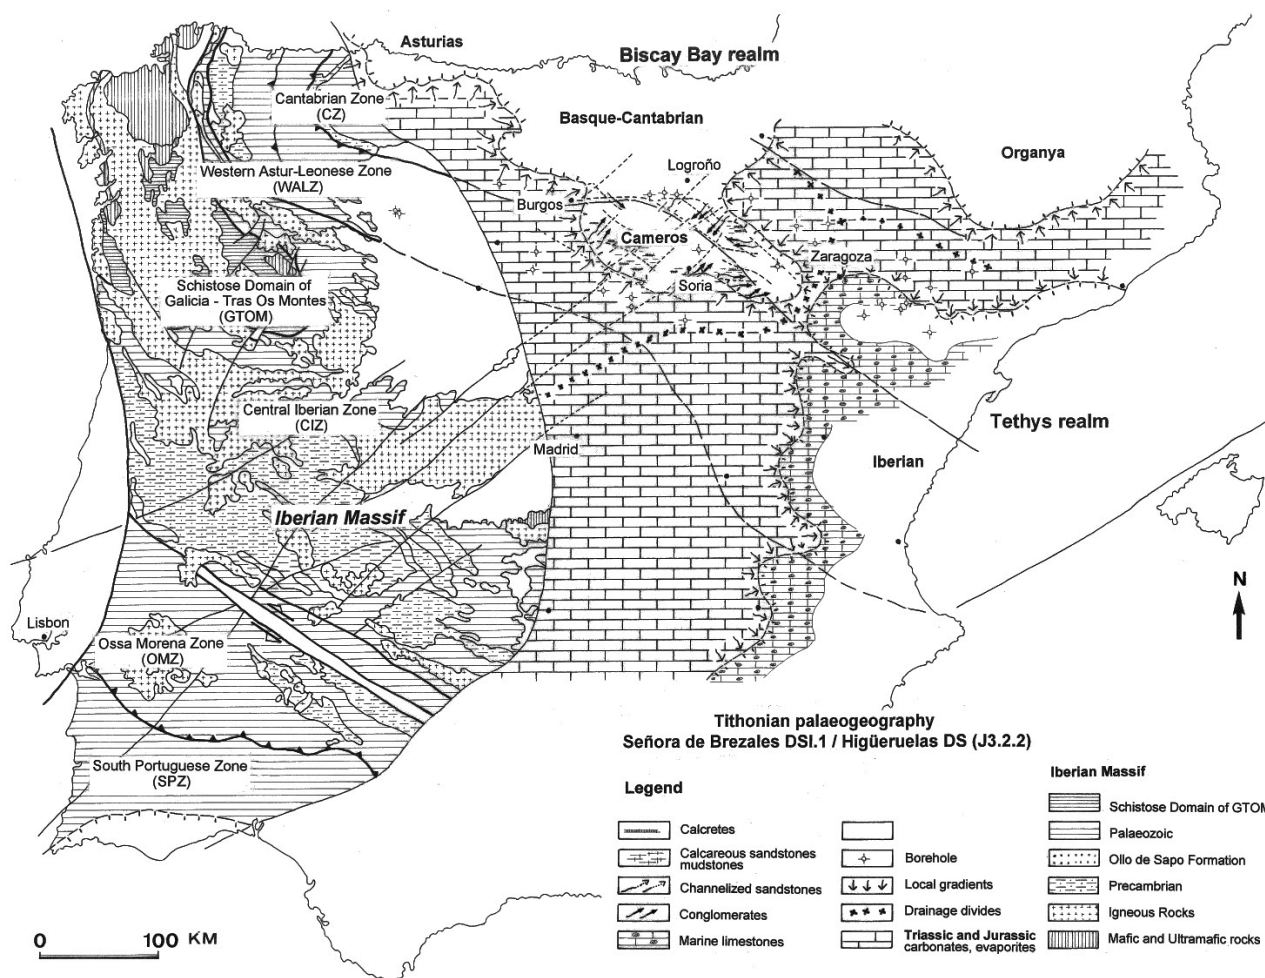 Asturias
Biscay Bay realm
Cantabrian Zone
(CZ)
Basque-Cantabrian
Organya
Logroño
Western Astur-Leonese Zone
(WALZ)
Burgos
Cameros
Zaragoza
Soria
Schistose Domain of
Galicia - Tras Os Montes
(GTOM)
Central Iberian Zone
(CIZ)
Tethys realm
Madrid
Iberian
Iberian Massif
N
Lisbon
Ossa Morena Zone
(OMZ)
South Portuguese Zone
(SPZ)
Tithonian palaeogeography
Señora de Brezales DSI.1 / Higüeruelas DS (J3.2.2)
Legend
Calcretes
Calcareous sandstones
mudstones
Channelized sandstones
Conglomerates
Marine limestones
Borehole
Local gradients
Drainage divides
Triassic and Jurassic
carbonates, evaporites
Iberian Massif
Schistose Domain of GTOM
Palaeozoic
Ollo de Sapo Formation
Precambrian
Igneous Rocks
Mafic and Ultramafic rocks
0 100 KM